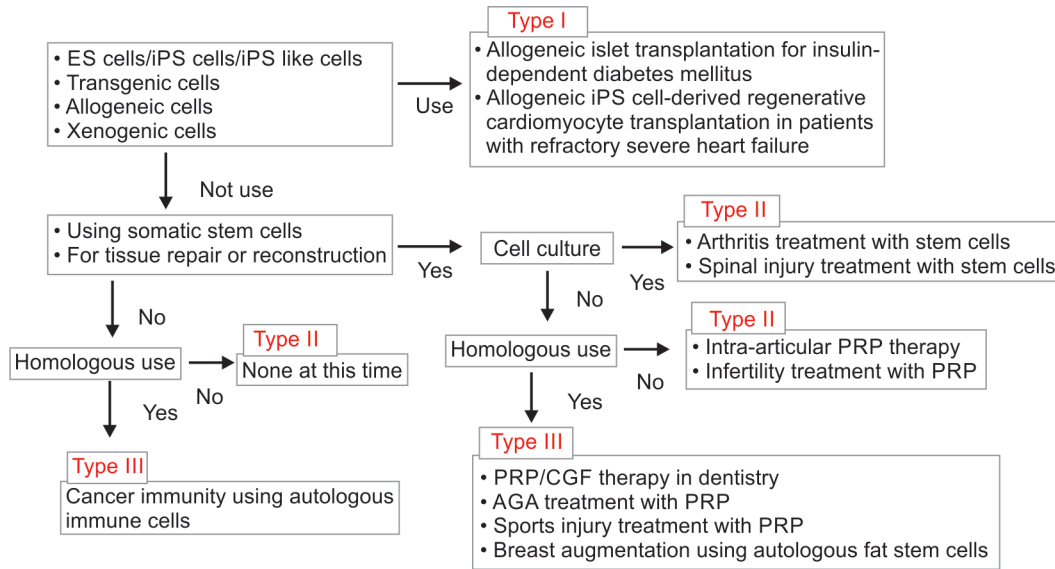 • ES cells/iPS cells/iPS like cells
• Transgenic cells
• Allogeneic cells
• Xenogenic cells
Use
Type I
• Allogeneic islet transplantation for insulin-
dependent diabetes mellitus
• Allogeneic iPS cell-derived regenerative
cardiomyocyte transplantation in patients
with refractory severe heart failure
Not use
• Using somatic stem cells
• For tissue repair or reconstruction
Yes
Cell culture
Yes
Type II
• Arthritis treatment with stem cells
• Spinal injury treatment with stem cells
No
No
Homologous use
No
Type II
None at this time
Homologous use
No
Type II
• Intra-articular PRP therapy
• Infertility treatment with PRP
Yes
Yes
Type III
Cancer immunity using autologous
immune cells
Type III
• PRP/CGF therapy in dentistry
• AGA treatment with PRP
• Sports injury treatment with PRP
• Breast augmentation using autologous fat stem cells